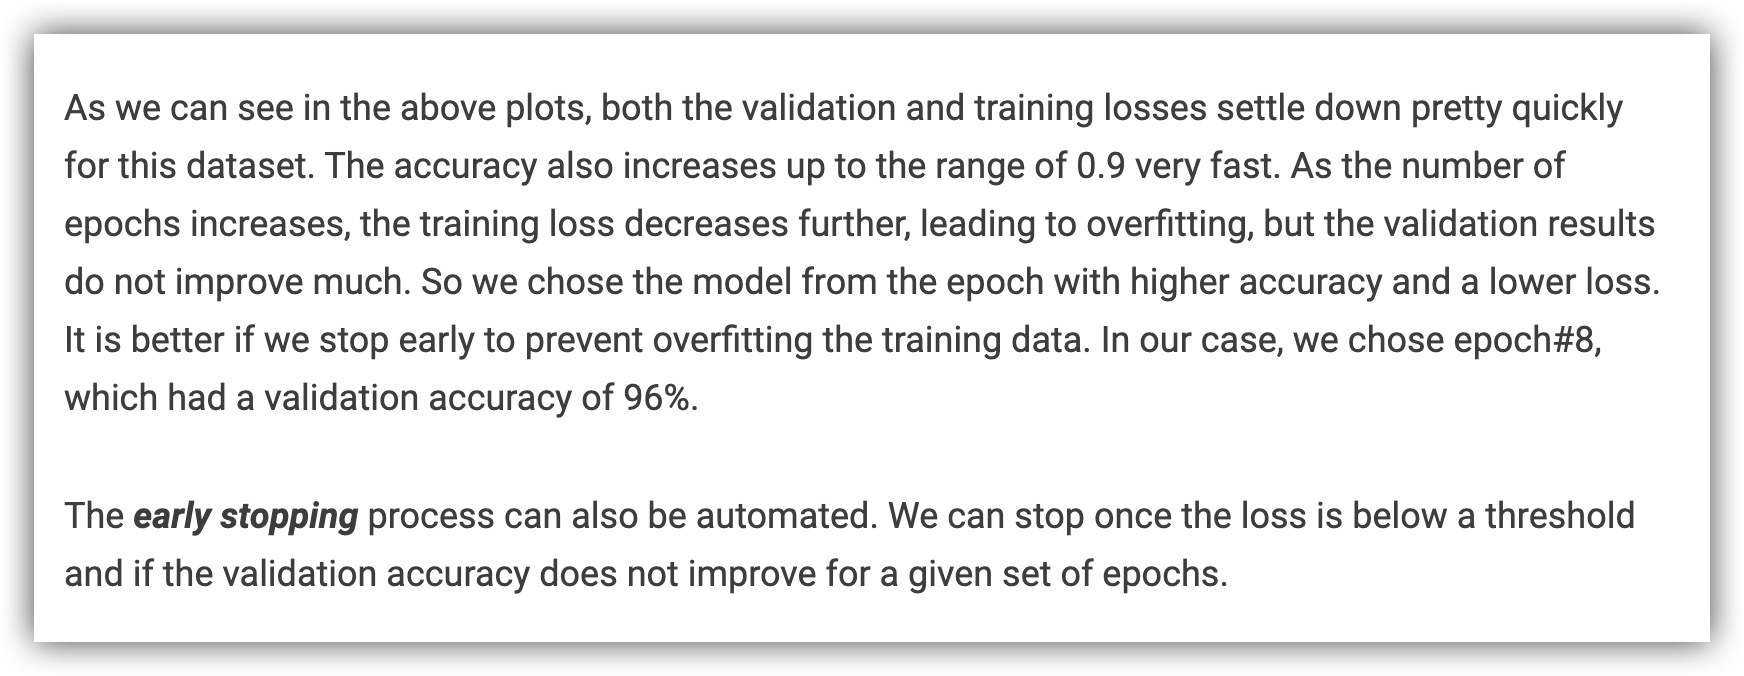 As we can see in the above plots, both the validation and training losses settle down pretty quickly
for this dataset. The accuracy also increases up to the range of 0.9 very fast. As the number of
epochs increases, the training loss decreases further, leading to overfitting, but the validation results
do not improve much. So we chose the model from the epoch with higher accuracy and a lower loss.
It is better if we stop early to prevent overfitting the training data. In our case, we chose epoch#8,
which had a validation accuracy of 96%.
The early stopping process can also be automated. We can stop once the loss is below a threshold
and if the validation accuracy does not improve for a given set of epochs.